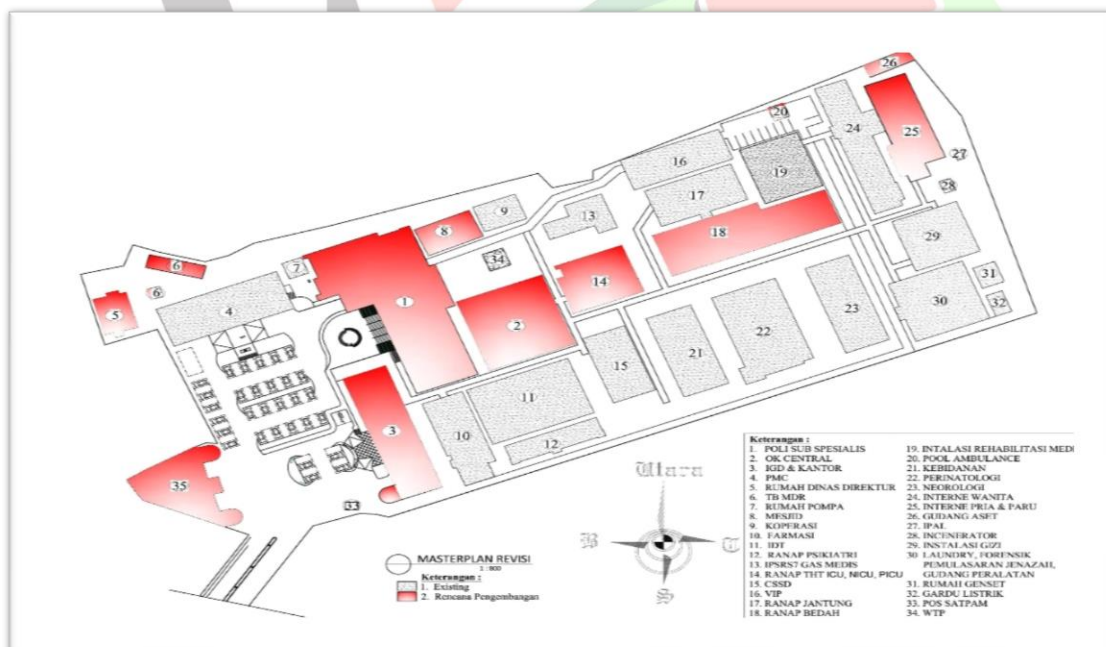 26
20
24
25
16
27
19
28
17
9
13
8
18
29
34
7
6
31
1
14
6
30
32
23
5
4
2
22
21
15
11
3
10
12
35
33
Utara
B
T
S
MASTERPLAN REVISI
1 : 800
Keterangan :
1. Existing
2. Rencana Pengembangan
Keterangan :
1. POLI SUB SPESIALIS
2. OK CENTRAL
3. IGD & KANTOR
4. PMC
5. RUMAH DINAS DIREKTUR
6. TB MDR
7. RUMAH POMPA
8. MESJID
9. KOPERASI
10. FARMASI
11. IDT
12. RANAP PSIKIATRI
13. IPSRS? GAS MEDIS
14. RANAP THT ICU, NICU, PICU
15. CSSD
16. VIP
17. RANAP JANTUNG
18. RANAP BEDAH
19. INTALASI REHABILITASI MEDI
20. POOL AMBULANCE
21. KEBIDANAN
22. PERINATOLOGI
23. NEOROLOGI
24. INTERNE WANITA
25. INTERNE PRIA & PARU
26. GUDANG ASET
27. IPAL
28. INCENERATOR
29. INSTALASI GIZI
30 LAUNDRY, FORENSIK
PEMULASARAN JENAZAH,
GUDANG PERALATAN
31. RUMAH GENSET
32. GARDU LISTRIK
33. POS SATPAM
34. WTP